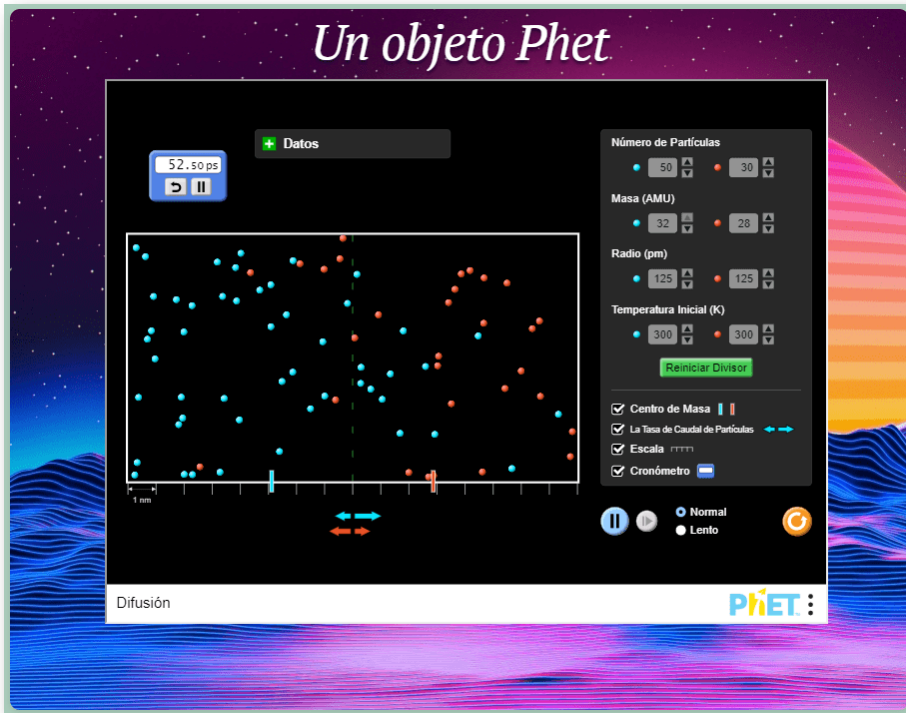 Un objeto Phet
52.50 ps
Datos
Número de Partículas
50 30
Masa (AMU)
32 28
Radio (pm)
125 125
Temperatura Inicial (K)
300 300
Reiniciar Divisor
Centro de Masa
La Tasa de Caudal de Partículas
Escala
Cronómetro
1 nm
Normal
Lento
Difusión
PhET